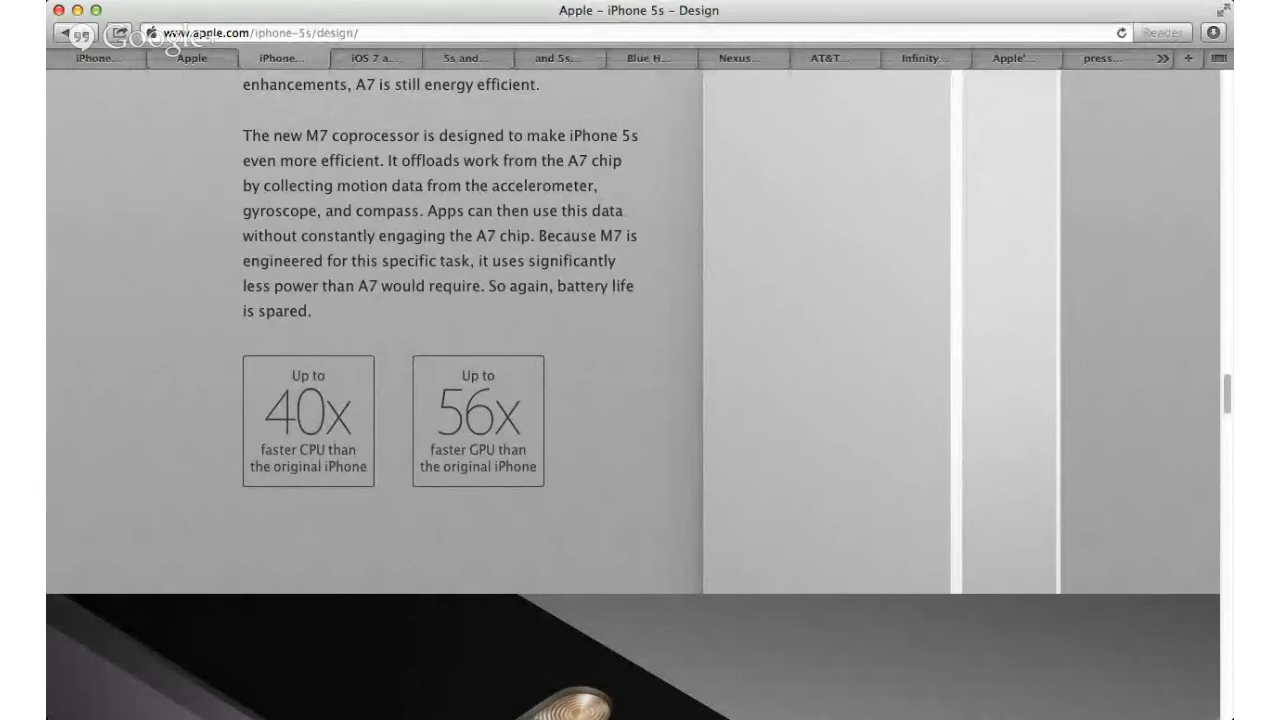 Apple – iPhone 5s – Design
Google+
www.apple.com/iphone-5s/design/
Reader
iPhone...
Apple
iPhone...
iOS 7 a...
5s and...
and 5s...
Blue H...
Nexus...
AT&T...
Infinity...
Apple'...
press...
enhancements, A7 is still energy efficient.
The new M7 coprocessor is designed to make iPhone 5s
even more efficient. It offloads work from the A7 chip
by collecting motion data from the accelerometer,
gyroscope, and compass. Apps can then use this data
without constantly engaging the A7 chip. Because M7 is
engineered for this specific task, it uses significantly
less power than A7 would require. So again, battery life
is spared.
Up to
40x
faster CPU than
the original iPhone
Up to
56x
faster GPU than
the original iPhone